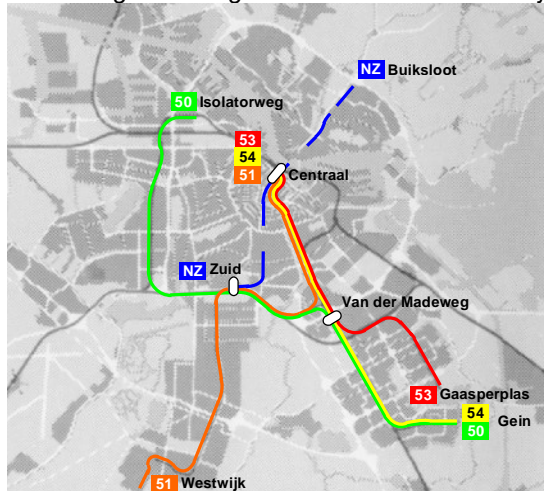 NZ Buiksloot
50 Isolatorweg
53
54
51
Centraal
NZ Zuid
Van der Madeweg
53 Gaasperplas
54
50
Gein
51 Westwijk